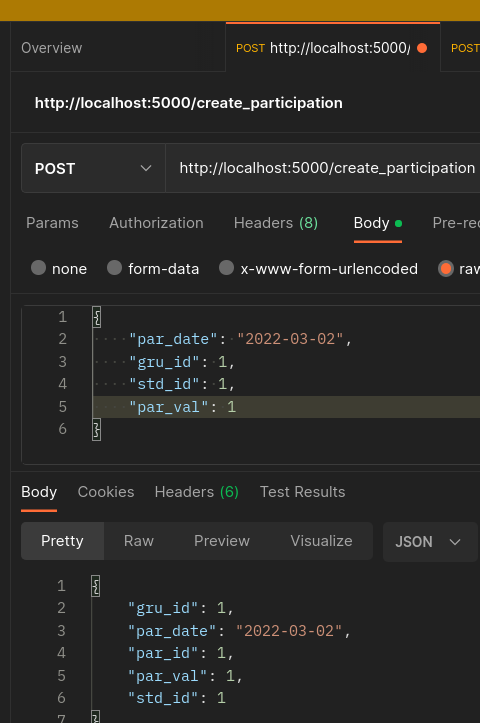 Overview
POST http://localhost:5000/
POST
http://localhost:5000/create_participation
POST
http://localhost:5000/create_participation
Params Authorization Headers (8) Body Pre-req
none form-data x-www-form-urlencoded raw
1 {
2 "par_date": "2022-03-02",
3 "gru_id": 1,
4 "std_id": 1,
5 "par_val": 1
6 }
Body Cookies Headers (6) Test Results
Pretty Raw Preview Visualize JSON
1 {
2 "gru_id": 1,
3 "par_date": "2022-03-02",
4 "par_id": 1,
5 "par_val": 1,
6 "std_id": 1
7 }